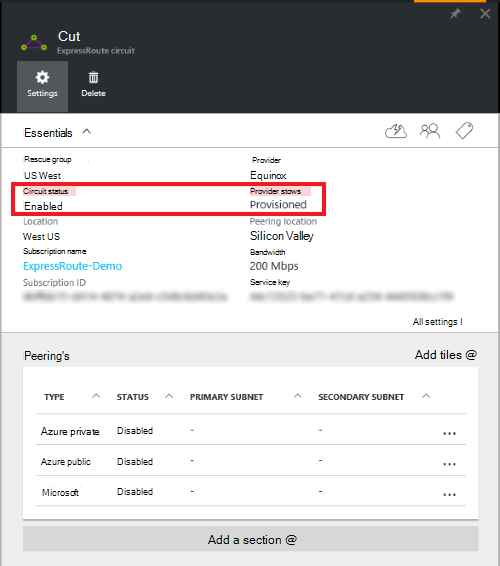 Cut
ExpressRoute circuit
Settings
Delete
Essentials
Rescue group
Provider
US West
Equinox
Circuit status
Provider stows
Enabled
Provisioned
Location
Peering location
West US
Silicon Valley
Subscription name
Bandwidth
ExpressRoute-Demo
200 Mbps
Subscription ID
Service key
All settings I
Peering's
Add tiles @
TYPE STATUS PRIMARY SUBNET SECONDARY SUBNET
Azure private Disabled - - ...
Azure public Disabled - - ...
Microsoft Disabled - - ...
Add a section @